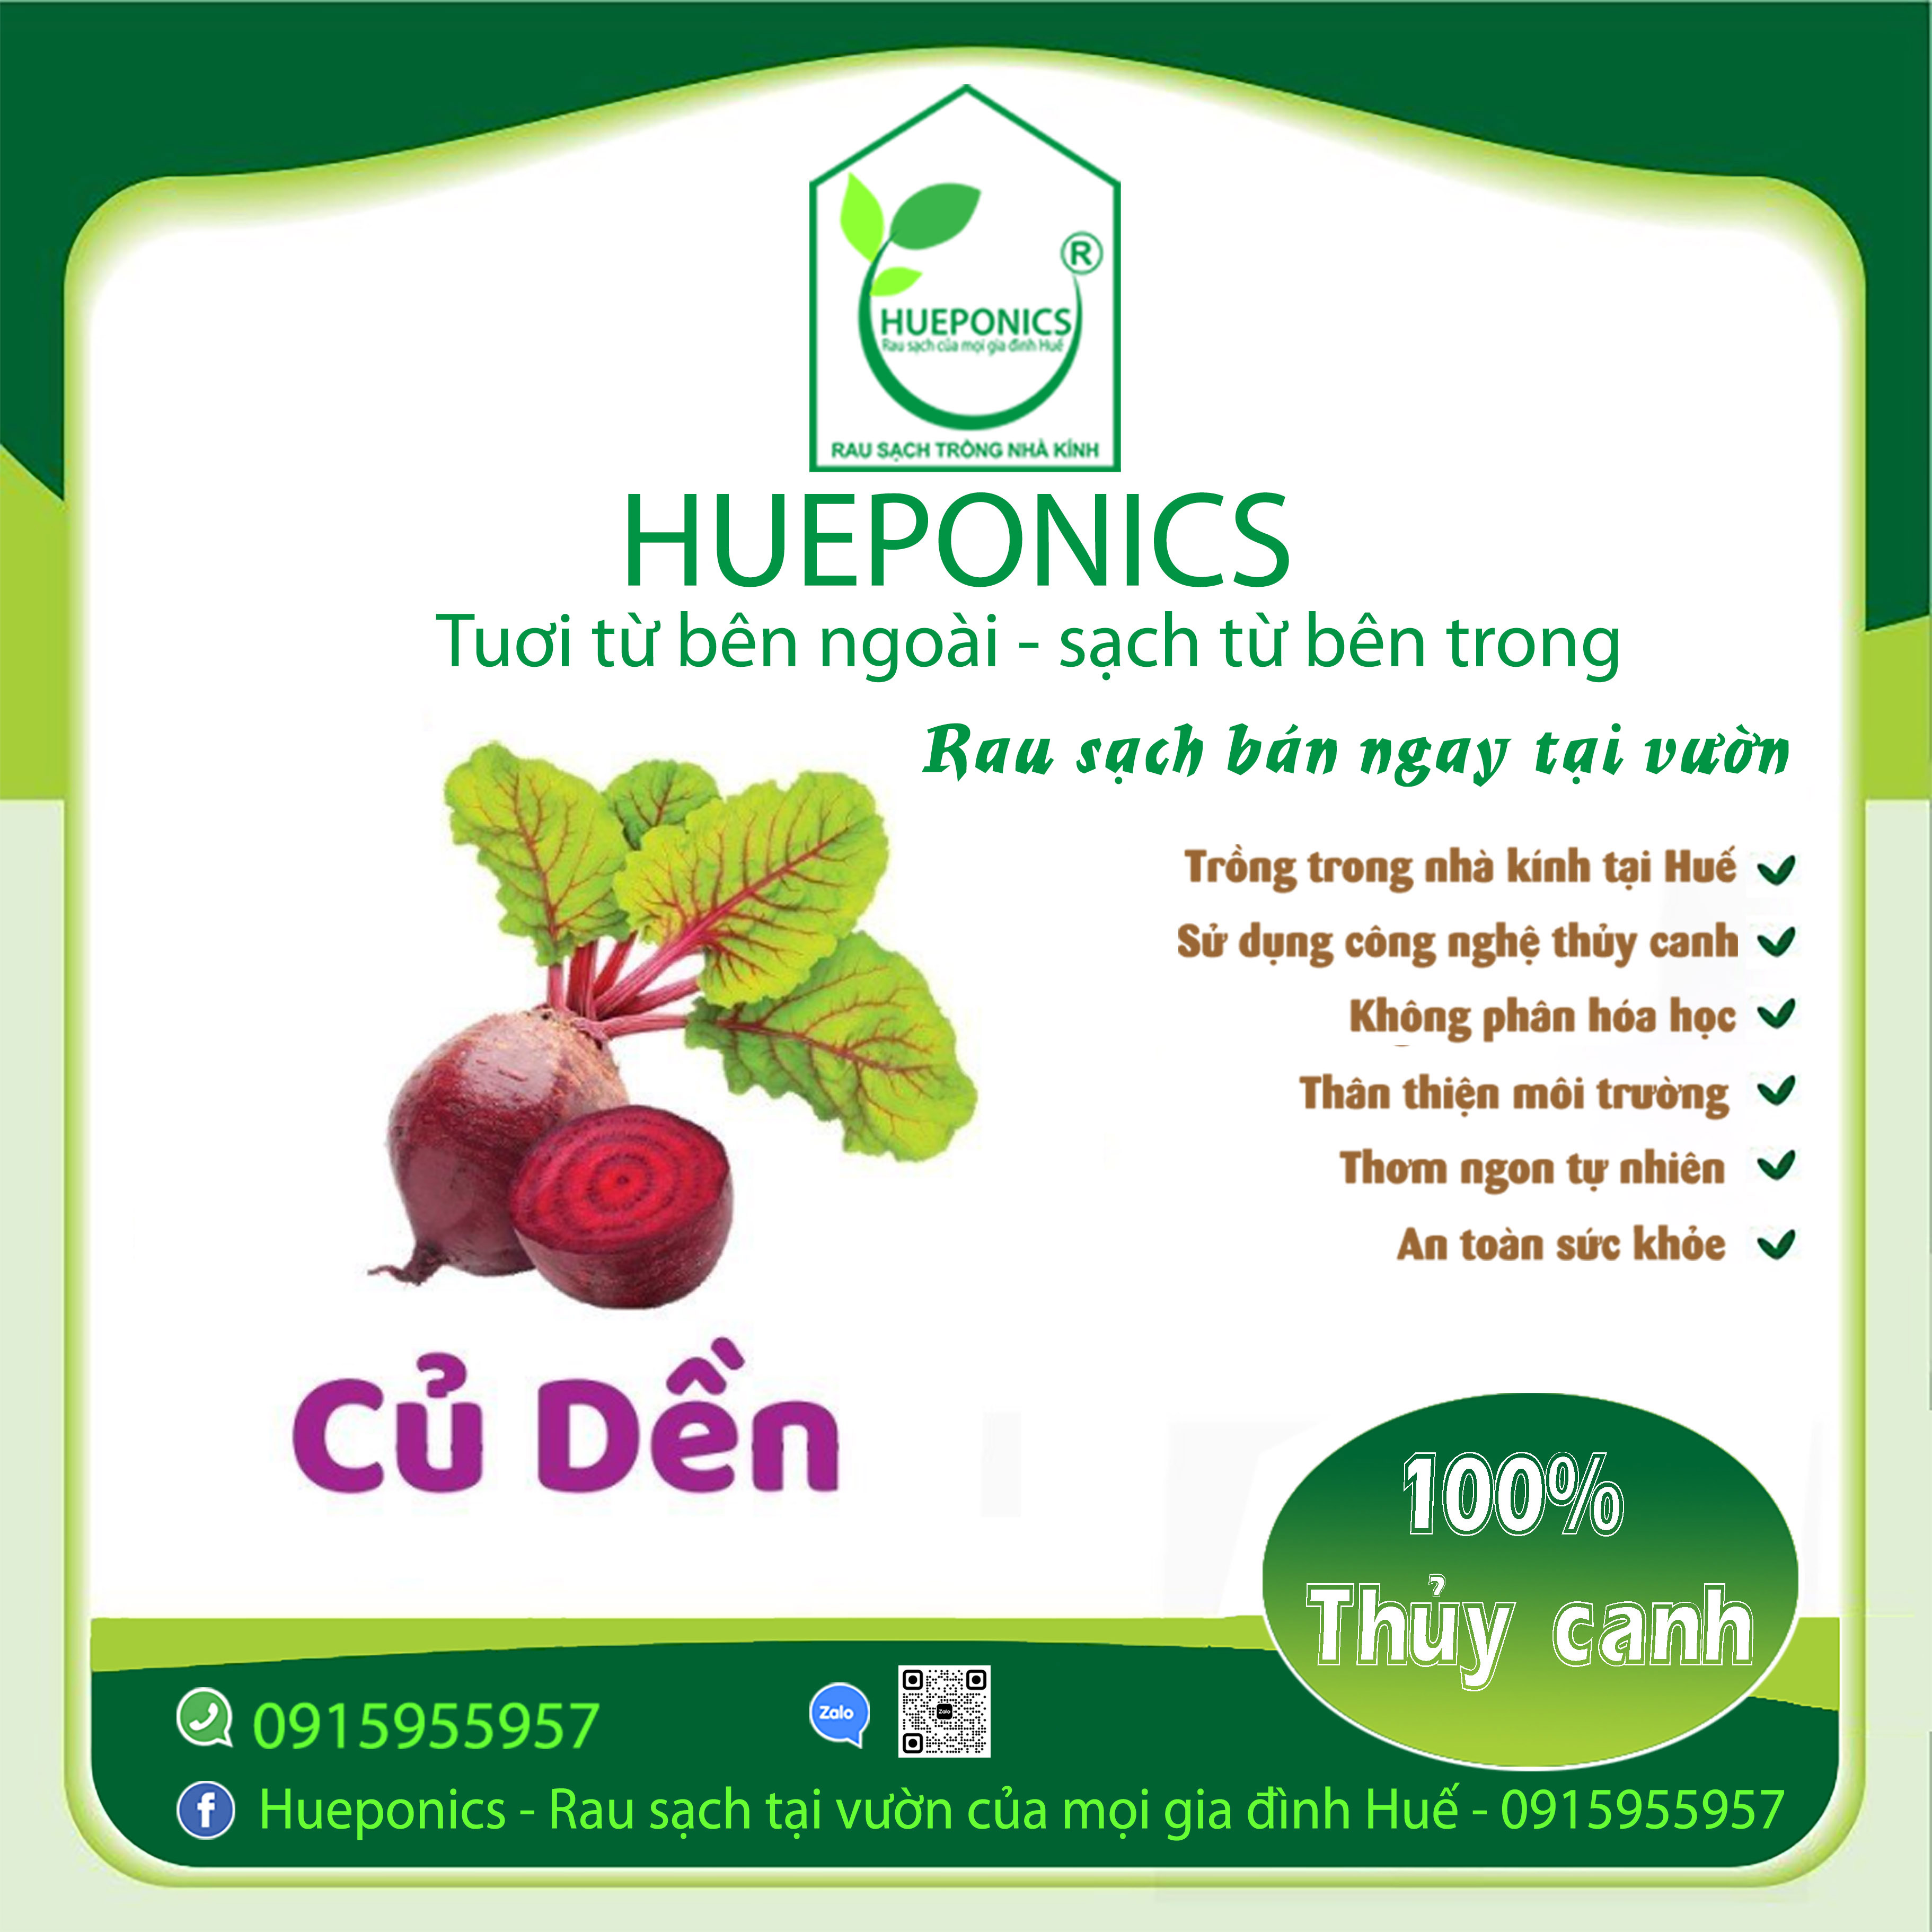 ®
HUEPONICS
Rau sạch của mọi gia đình Huế
RAU SẠCH TRỒNG NHÀ KÍNH
HUEPONICS
Tươi từ bên ngoài - sạch từ bên trong
Rau sạch bán ngay tại vườn
Trồng trong nhà kính tại Huế
Sử dụng công nghệ thủy canh
Không phân hóa học
Thân thiện môi trường
Thơm ngon tự nhiên
An toàn sức khỏe
Củ Dền
100%
Thủy canh
0915955957
Zalo
Zalo
f Hueponics - Rau sạch tại vườn của mọi gia đình Huế - 0915955957